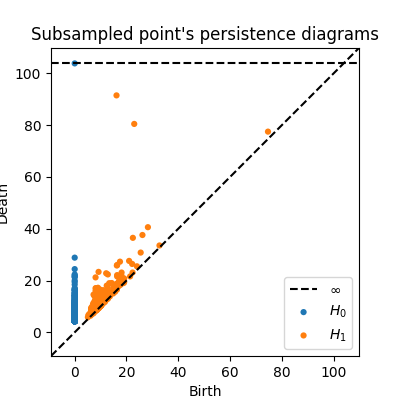 Subsampled point's persistence diagrams
100
80
60
40
20
0
Death
0 20 40 60 80 100
Birth
∞
H₀
H₁